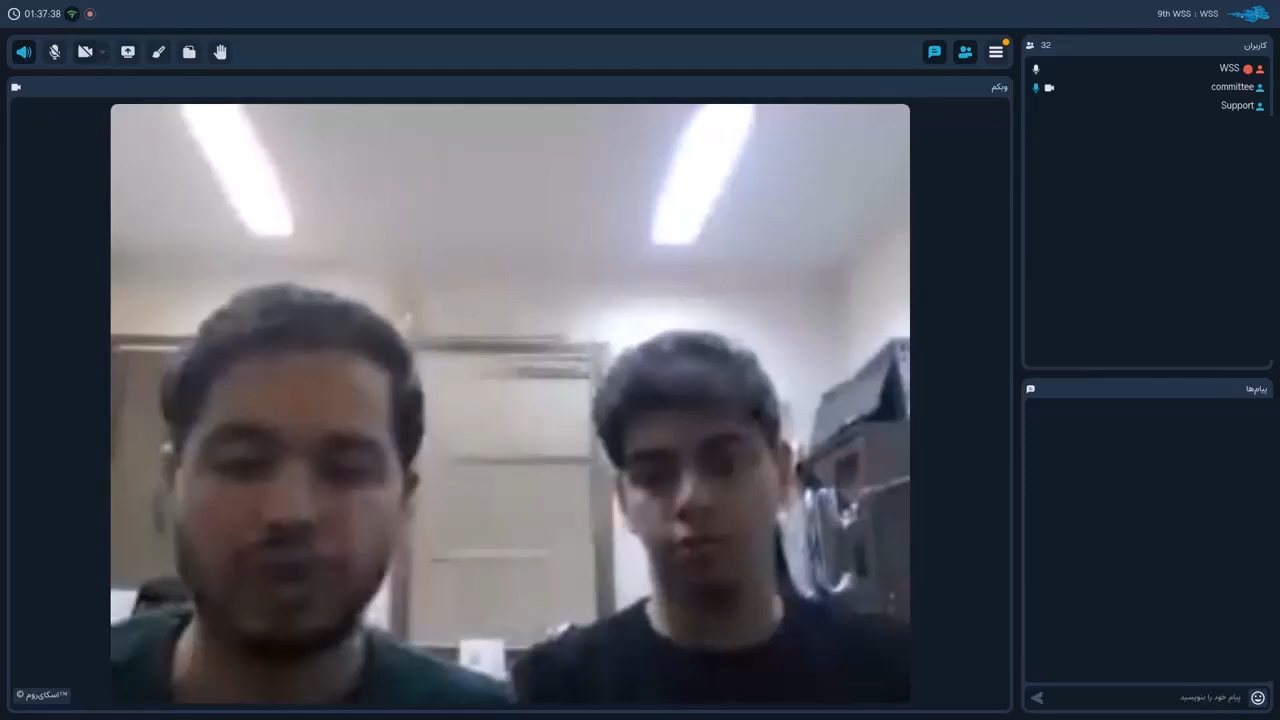 01:37:38
9th WSS : WSS
وبکم
کاربران
32
WSS
committee
Support
پیام‌ها
پیام خود را بنویسید
اسکای‌روم™ ©